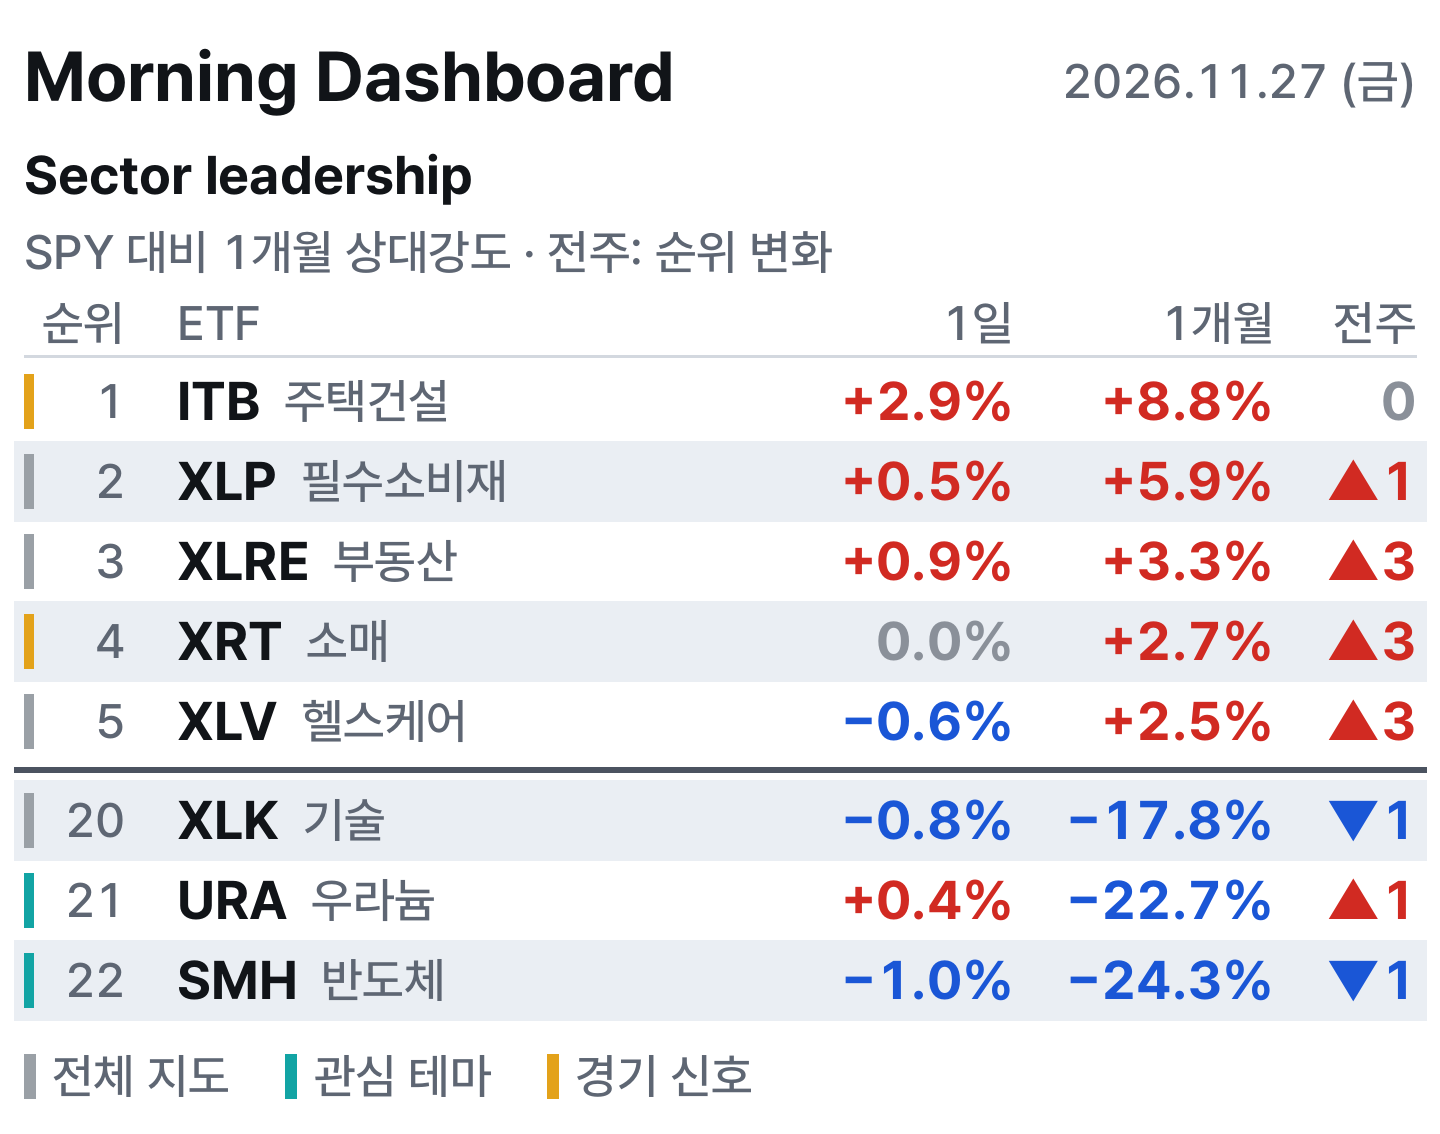 Morning Dashboard 2026.11.27 (금)
Sector leadership
SPY 대비 1개월 상대강도 · 전주: 순위 변화
순위 ETF 1일 1개월 전주
1 ITB 주택건설 +2.9% +8.8% 0
2 XLP 필수소비재 +0.5% +5.9% ▲1
3 XLRE 부동산 +0.9% +3.3% ▲3
4 XRT 소매 0.0% +2.7% ▲3
5 XLV 헬스케어 −0.6% +2.5% ▲3
20 XLK 기술 −0.8% −17.8% ▼1
21 URA 우라늄 +0.4% −22.7% ▲1
22 SMH 반도체 −1.0% −24.3% ▼1
전체 지도 관심 테마 경기 신호